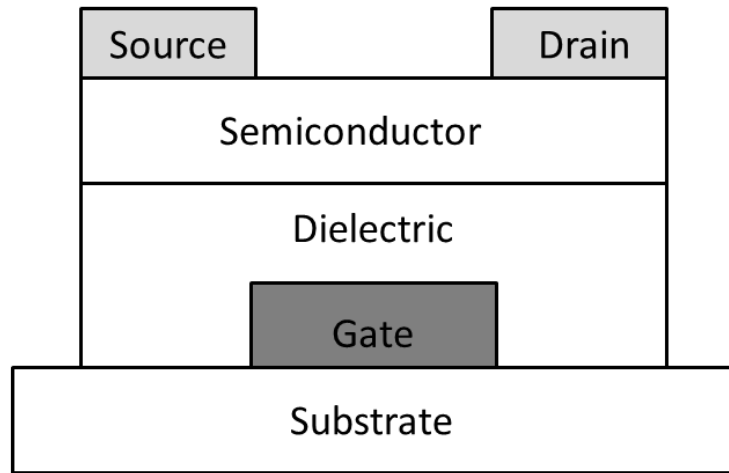 Source Drain
Semiconductor
Dielectric
Gate
Substrate